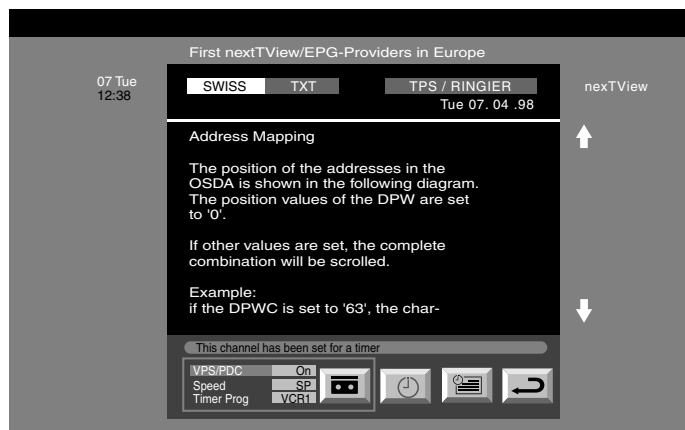 First nextTView/EPG-Providers in Europe
07 Tue
12:38
SWISS TXT TPS / RINGIER
nexTView
Tue 07. 04 .98
Address Mapping
The position of the addresses in the
OSDA is shown in the following diagram.
The position values of the DPW are set
to '0'.
If other values are set, the complete
combination will be scrolled.
Example:
if the DPWC is set to '63', the char-
This channel has been set for a timer
VPS/PDC On
Speed SP
Timer Prog VCR1